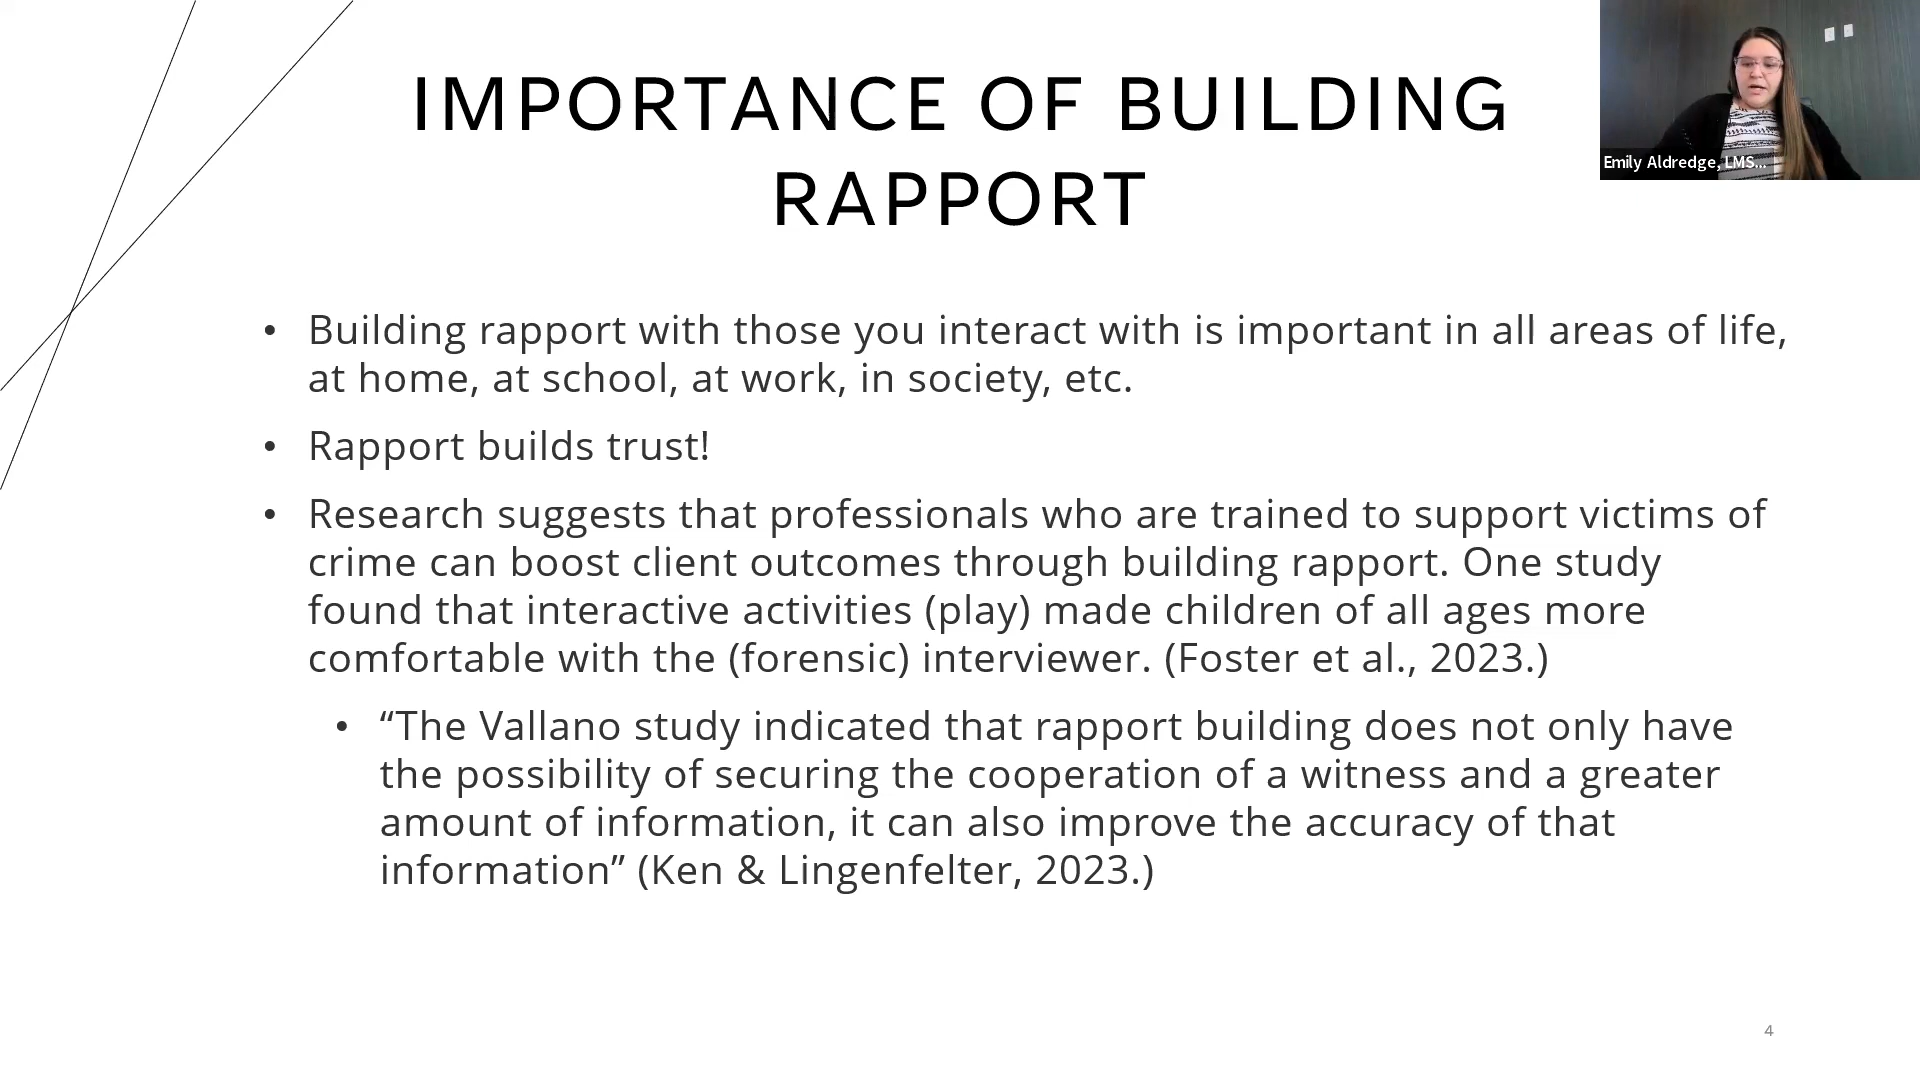 IMPORTANCE OF BUILDING
RAPPORT
Emily Aldredge, LMS...
• Building rapport with those you interact with is important in all areas of life,
at home, at school, at work, in society, etc.
• Rapport builds trust!
• Research suggests that professionals who are trained to support victims of
crime can boost client outcomes through building rapport. One study
found that interactive activities (play) made children of all ages more
comfortable with the (forensic) interviewer. (Foster et al., 2023.)
• “The Vallano study indicated that rapport building does not only have
the possibility of securing the cooperation of a witness and a greater
amount of information, it can also improve the accuracy of that
information” (Ken & Lingenfelter, 2023.)
4